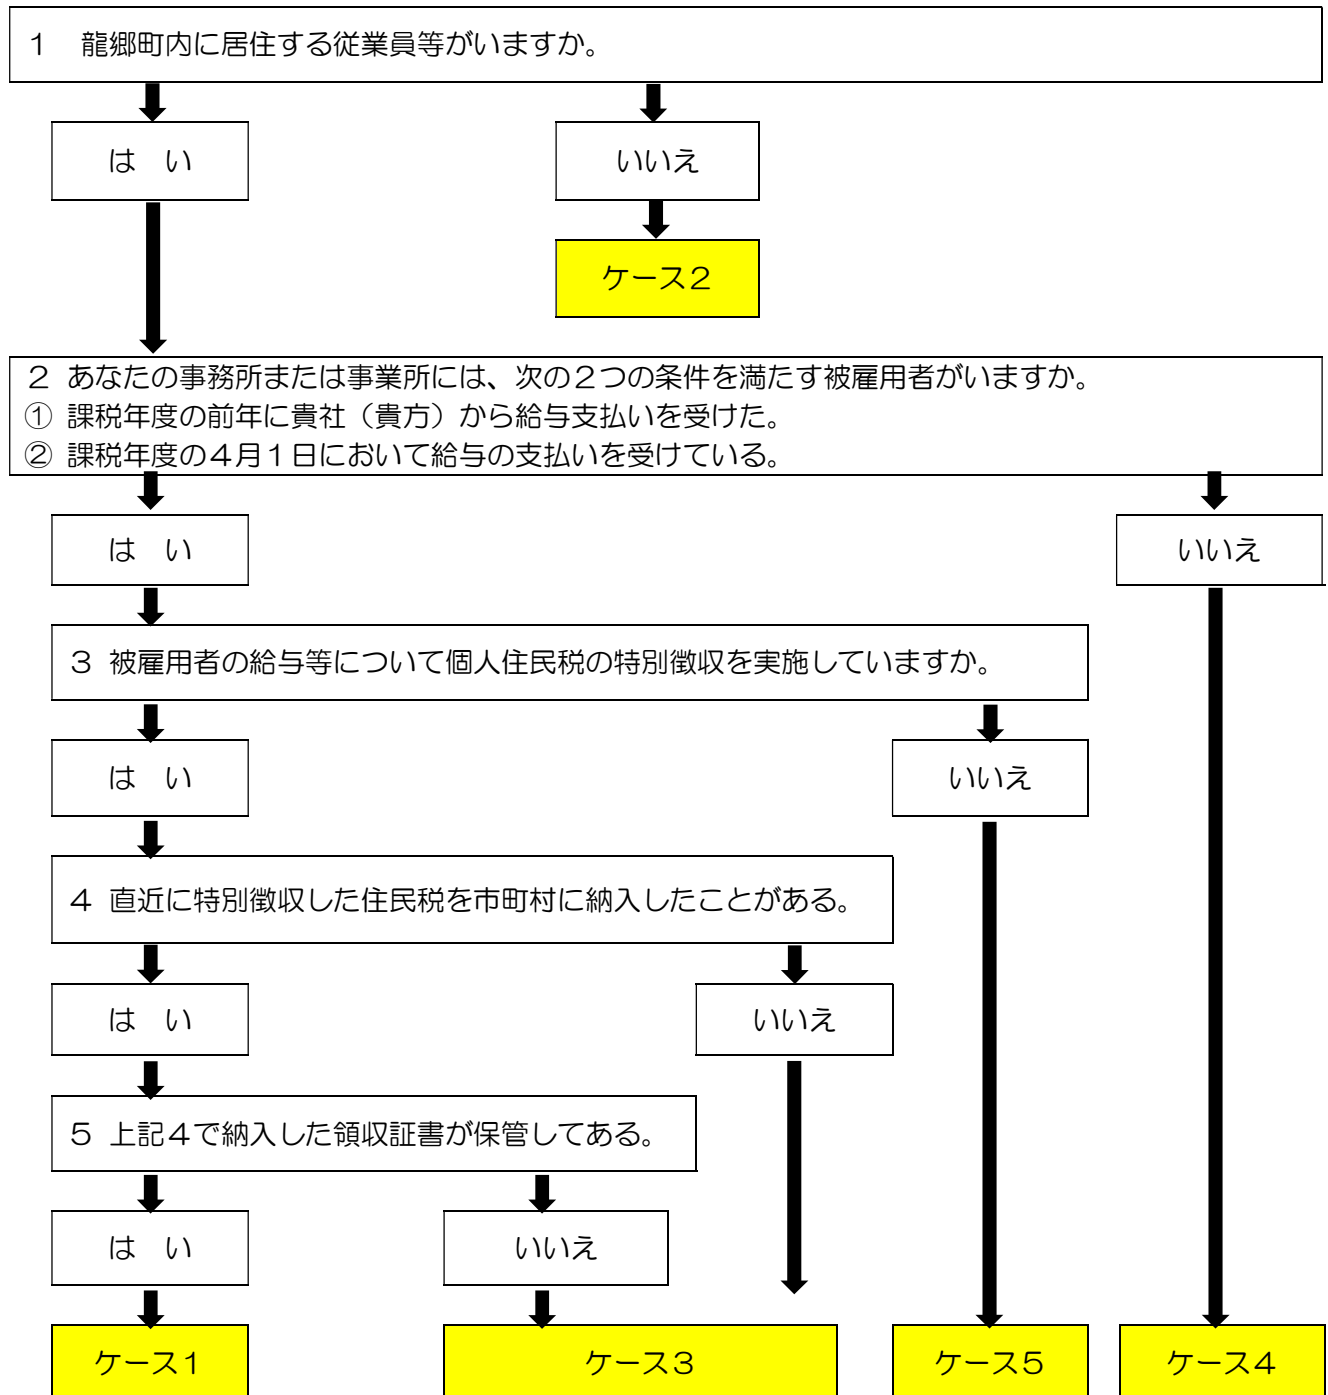 １　龍郷町内に居住する従業員等がいますか。
は　い
いいえ
ケース２
２ あなたの事務所または事業所には、次の２つの条件を満たす被雇用者がいますか。
① 課税年度の前年に貴社（貴方）から給与支払いを受けた。
② 課税年度の４月１日において給与の支払いを受けている。
は　い
いいえ
３ 被雇用者の給与等について個人住民税の特別徴収を実施していますか。
は　い
いいえ
４ 直近に特別徴収した住民税を市町村に納入したことがある。
は　い
いいえ
５ 上記４で納入した領収証書が保管してある。
は　い
いいえ
ケース１
ケース３
ケース５
ケース４